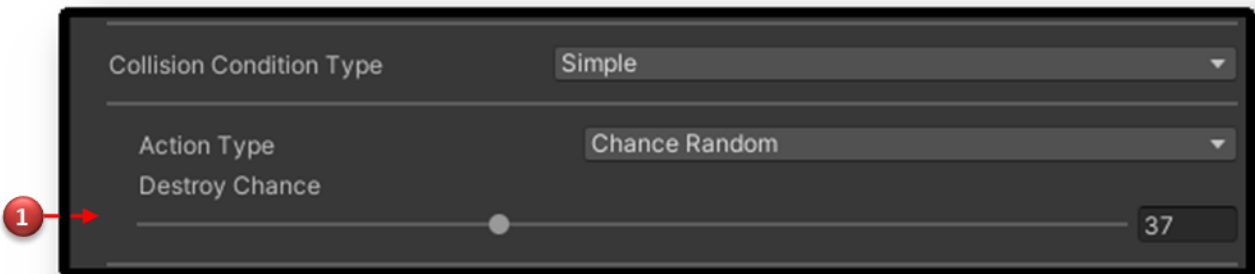 Collision Condition Type
Simple
Action Type
Chance Random
Destroy Chance
1
37